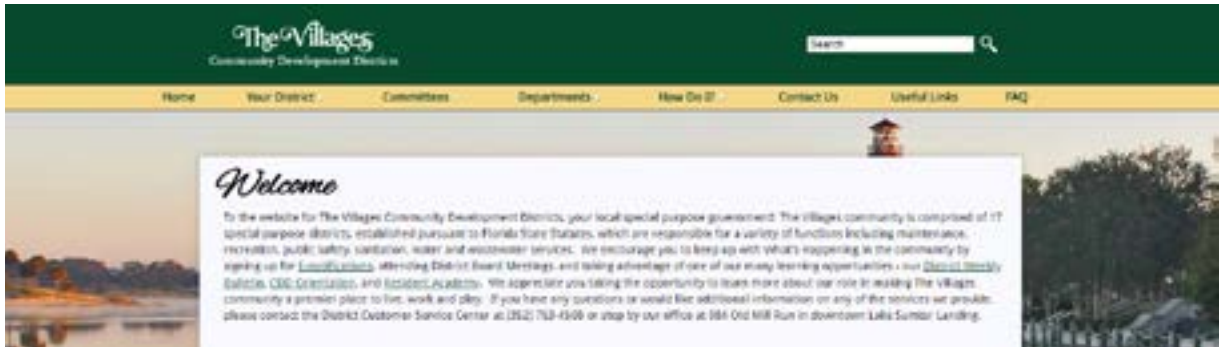 The Villages
Community Development Districts
Search
Home Your District Committees Departments How Do I? Contact Us Useful Links FAQ
Welcome
To the website for The Villages Community Development Districts, your local special purpose government! The Villages community is comprised of 17
special purpose districts, established pursuant to Florida State Statutes, which are responsible for a variety of functions including maintenance,
recreation, public safety, sanitation, water and wastewater services. We encourage you to keep up with what's happening in the community by
signing up for E-notifications, attending District Board Meetings, and taking advantage of one of our many learning opportunities - our District Weekly
Bulletin, CDD Orientation, and Resident Academy. We appreciate you taking the opportunity to learn more about our role in making The Villages
community a premier place to live, work and play. If you have any questions or would like additional information on any of the services we provide,
please contact the District Customer Service Center at (352) or stop by our office at 984 Old Mill Run in downtown Lake Sumter Landing.